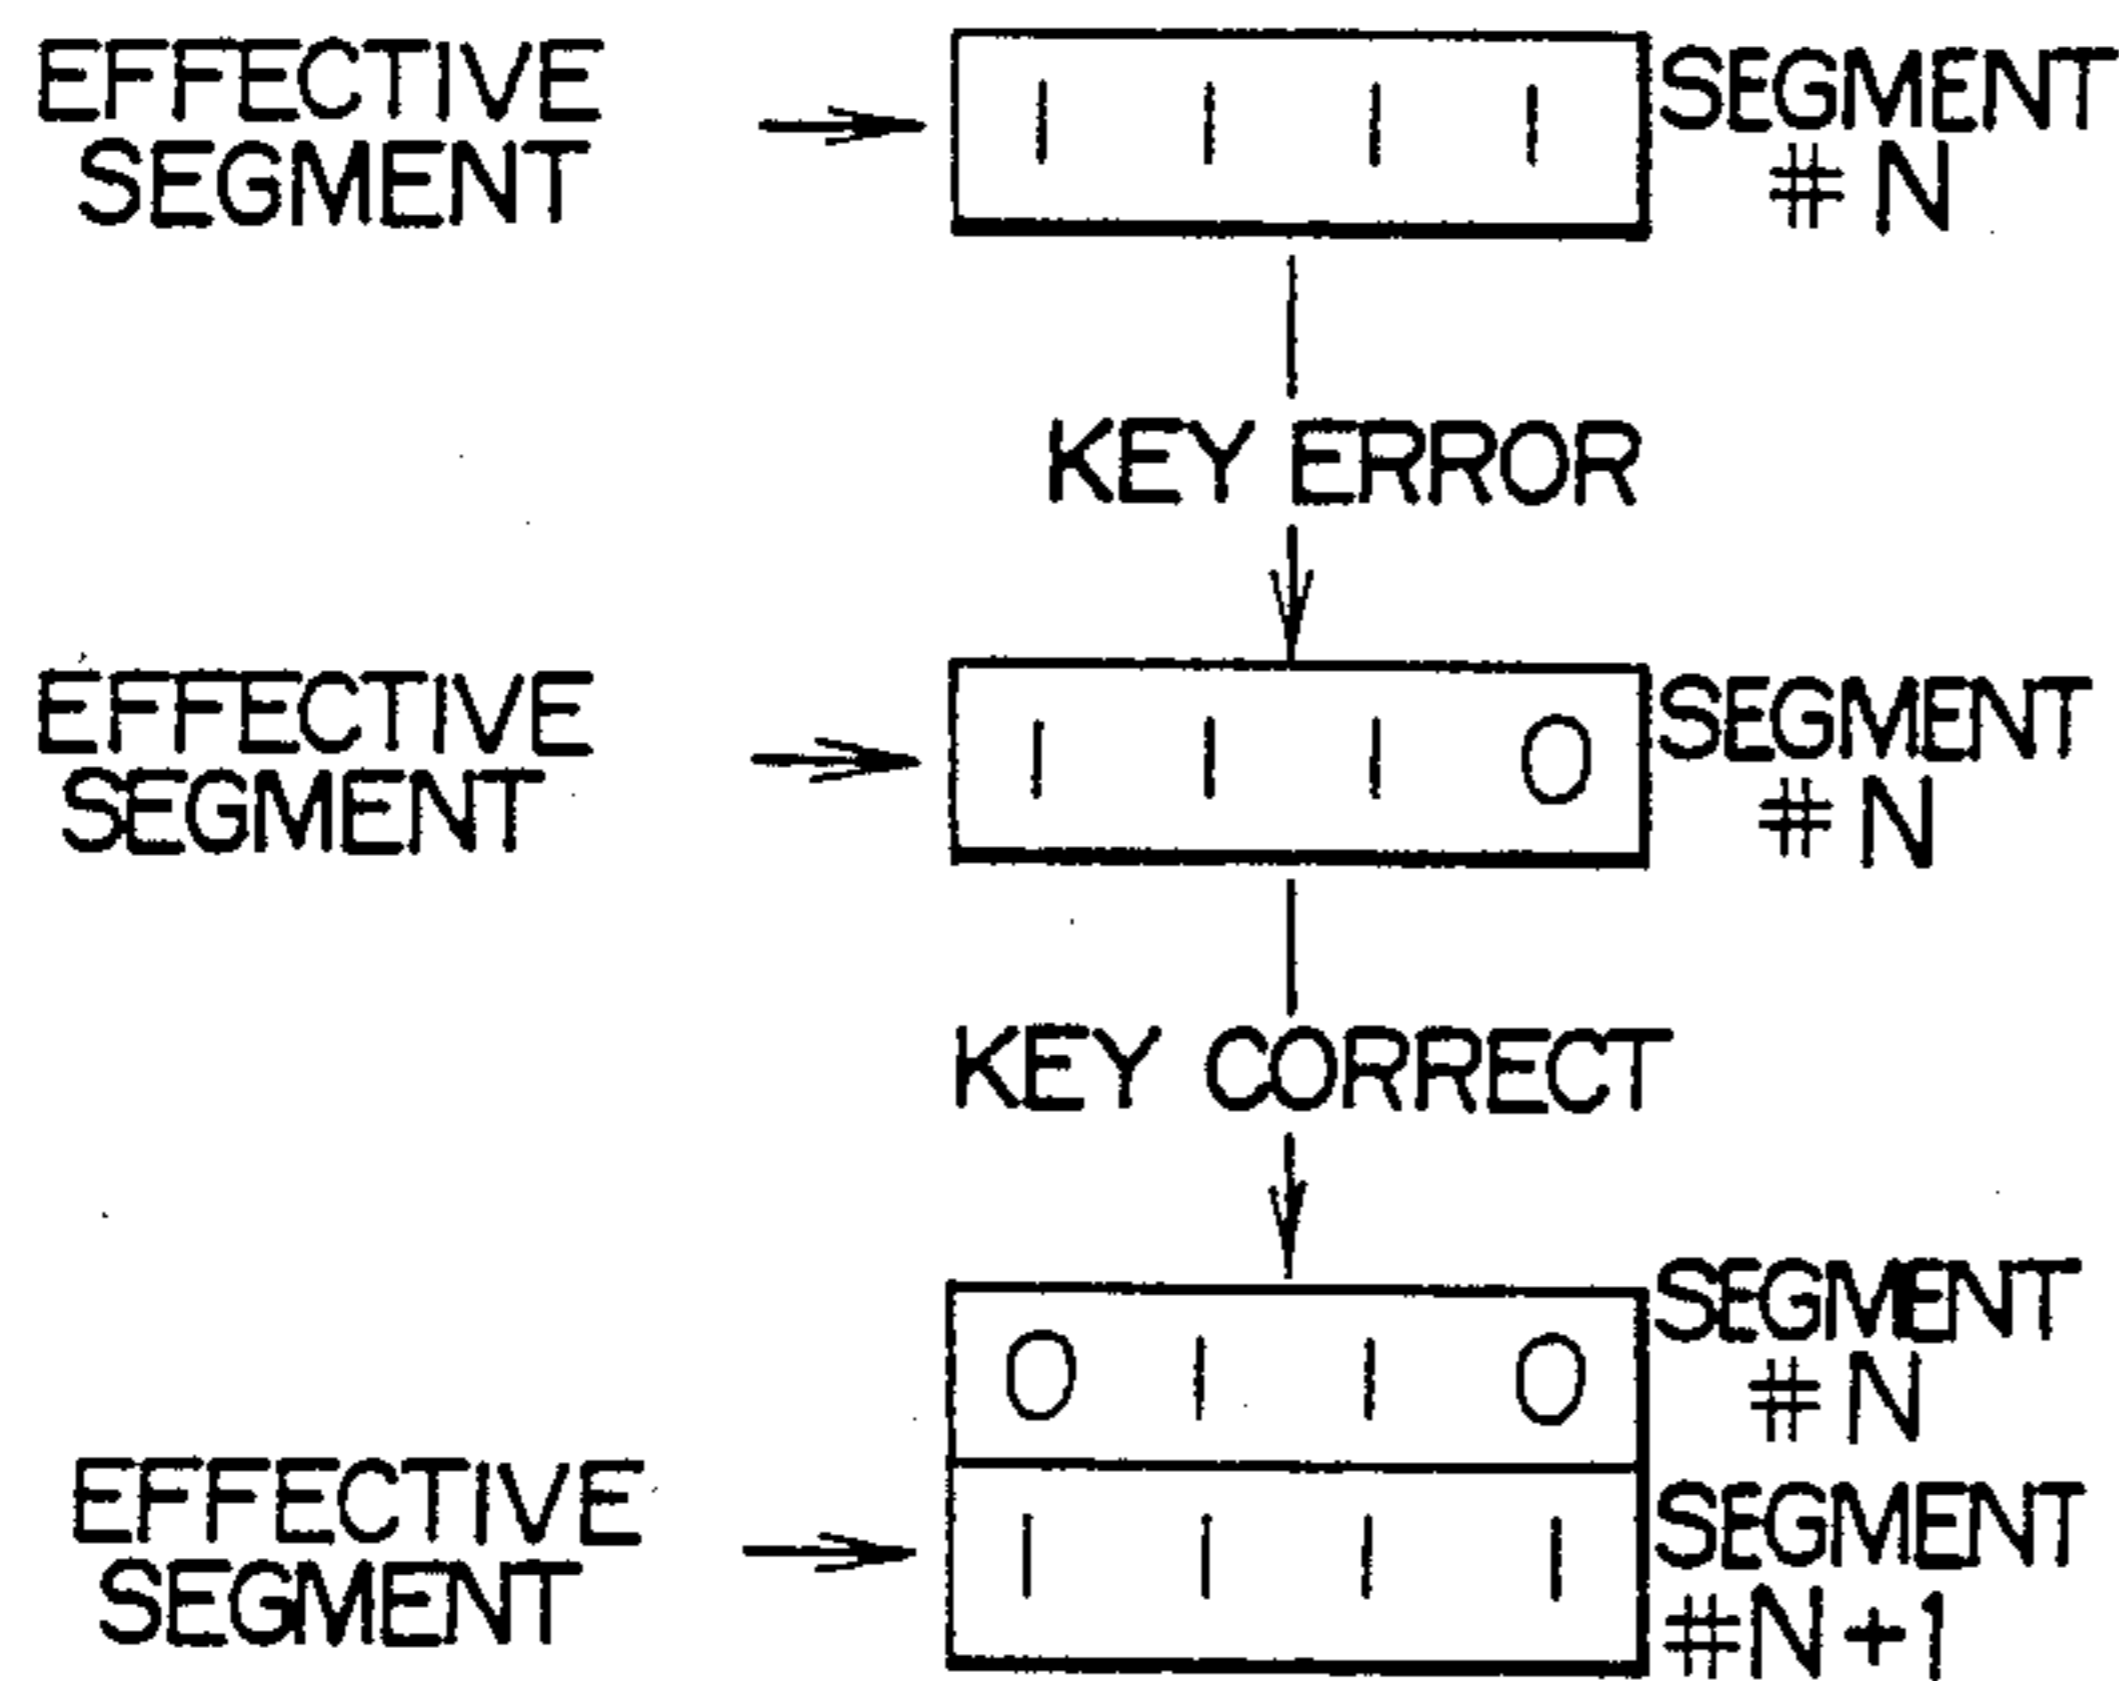 EFFECTIVE
SEGMENT
1 1 1 1
SEGMENT
#N
KEY ERROR
EFFECTIVE
SEGMENT
1 1 1 0
SEGMENT
#N
KEY CORRECT
0 1 1 0
SEGMENT
#N
EFFECTIVE
SEGMENT
1 1 1 1
SEGMENT
#N+1